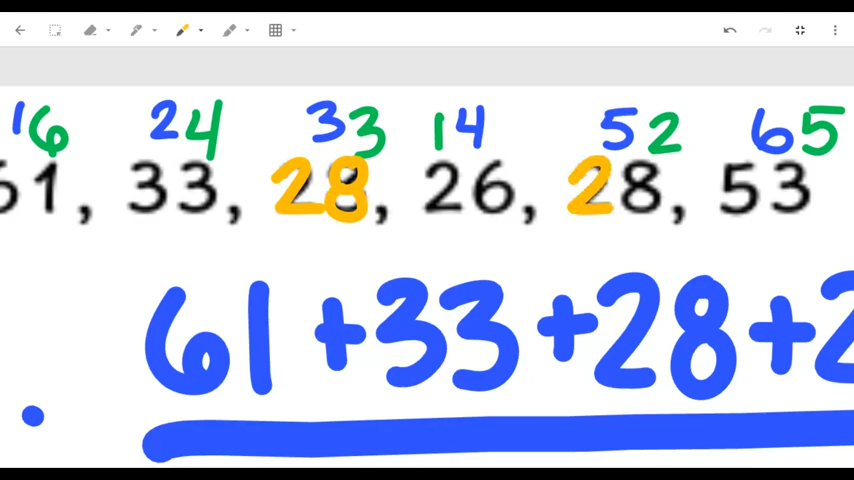 16 24 33 14 52 65
61, 33, 28, 26, 28, 53
. 61 + 33 + 28 + 2